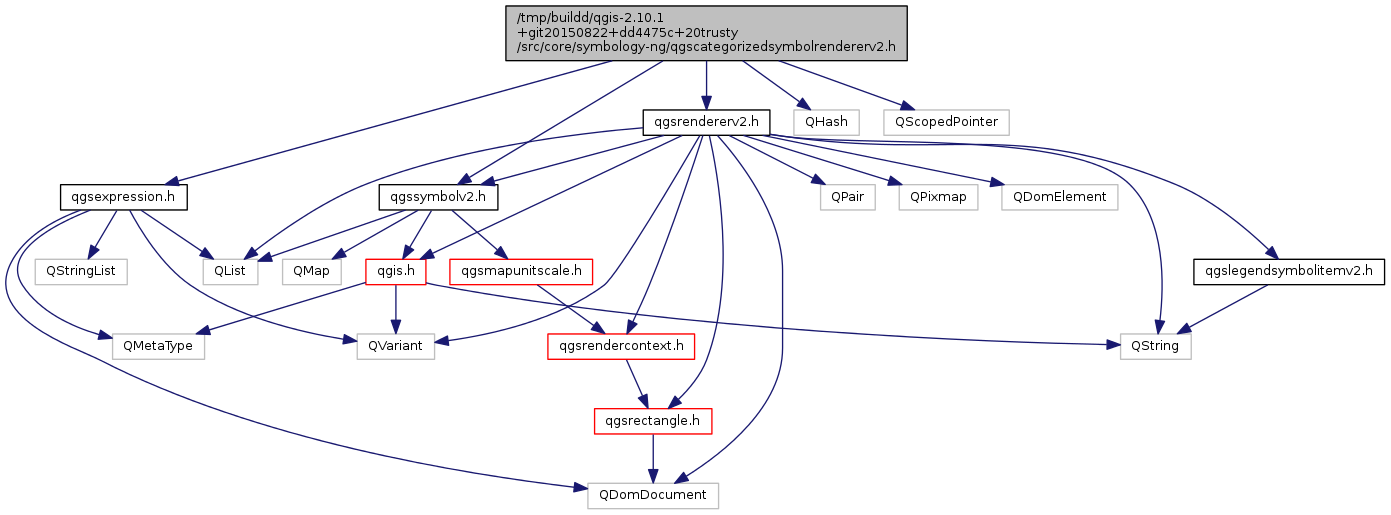 /tmp/buildd/qgis-2.10.1
+git20150822+dd4475c+20trusty
/src/core/symbology-ng/qgscategorizedsymbolrendererv2.h
qgsrendererv2.h
QHash
QScopedPointer
qgsexpression.h
qgssymbolv2.h
QPair
QPixmap
QDomElement
QStringList
QList
QMap
qgis.h
qgsmapunitscale.h
qgslegendsymbolitemv2.h
QMetaType
QVariant
qgsrendercontext.h
QString
qgsrectangle.h
QDomDocument